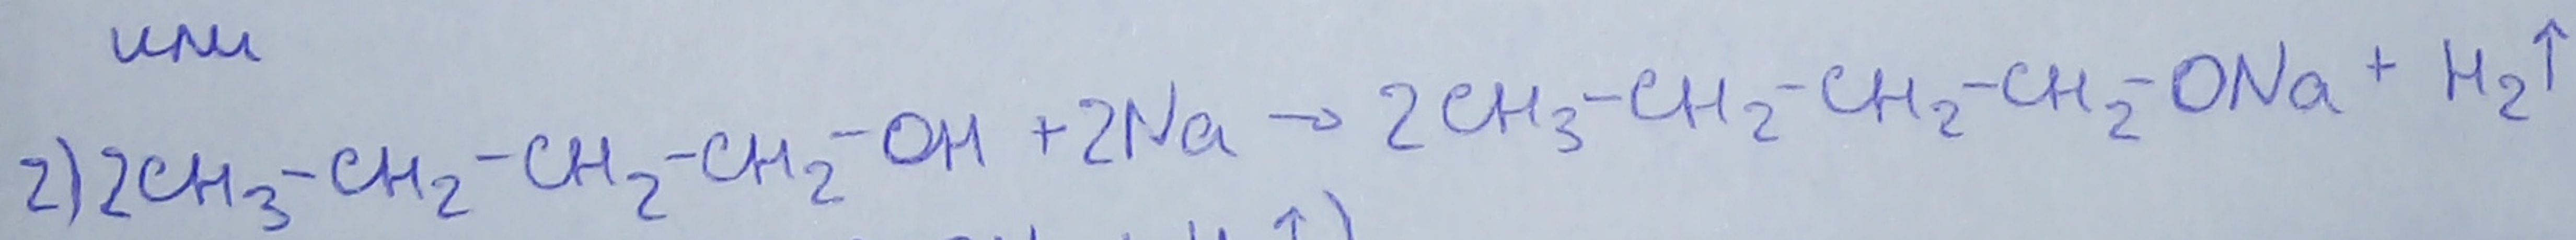 или
2) 2CH₃-CH₂-CH₂-CH₂-OH + 2Na → 2CH₃-CH₂-CH₂-CH₂-ONa + H₂↑